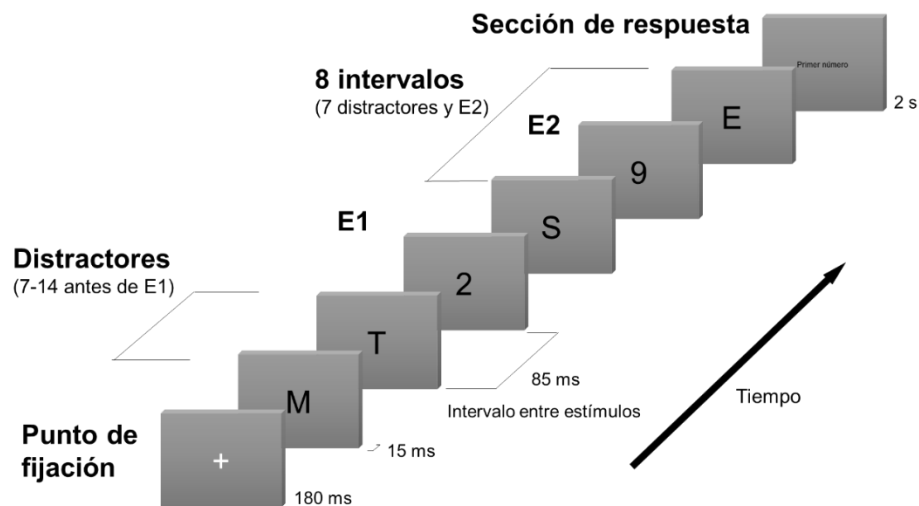 Sección de respuesta
Primer número
2 s
8 intervalos
(7 distractores y E2)
E
E2
9
S
E1
2
Distractores
(7-14 antes de E1)
T
85 ms
Intervalo entre estímulos
Tiempo
M
15 ms
Punto de
fijación
+
180 ms